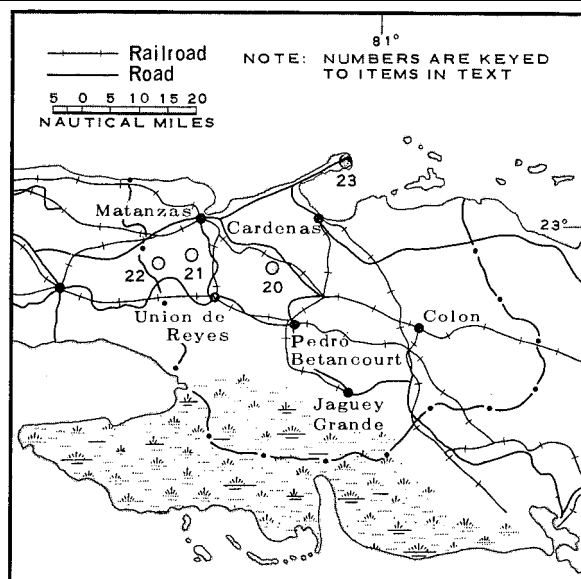 81°
Railroad
Road
NOTE: NUMBERS ARE KEYED
TO ITEMS IN TEXT
5 0 5 10 15 20
NAUTICAL MILES
23
Matanzas
Cardenas
23°
22
21
20
Union de
Reyes
Colon
Pedro
Betancourt
Jaguey
Grande